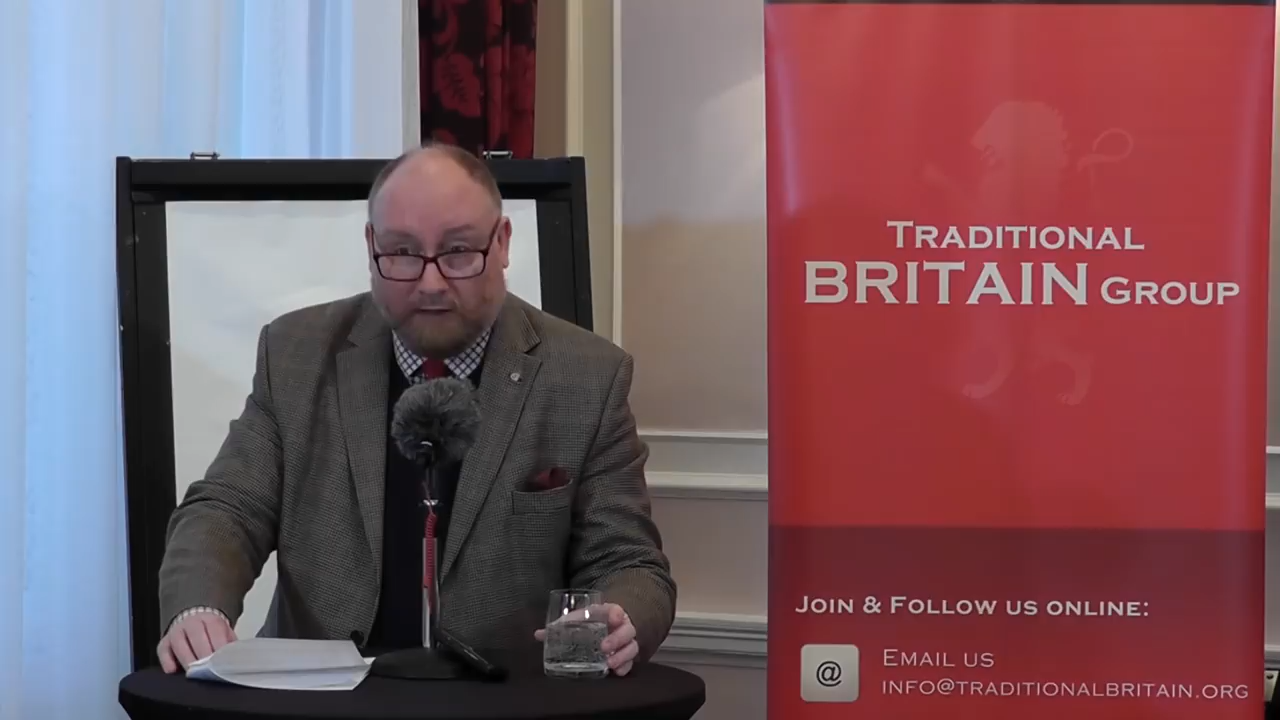 TRADITIONAL
BRITAIN GROUP
JOIN & FOLLOW US ONLINE:
@
EMAIL US
INFO@TRADITIONALBRITAIN.ORG